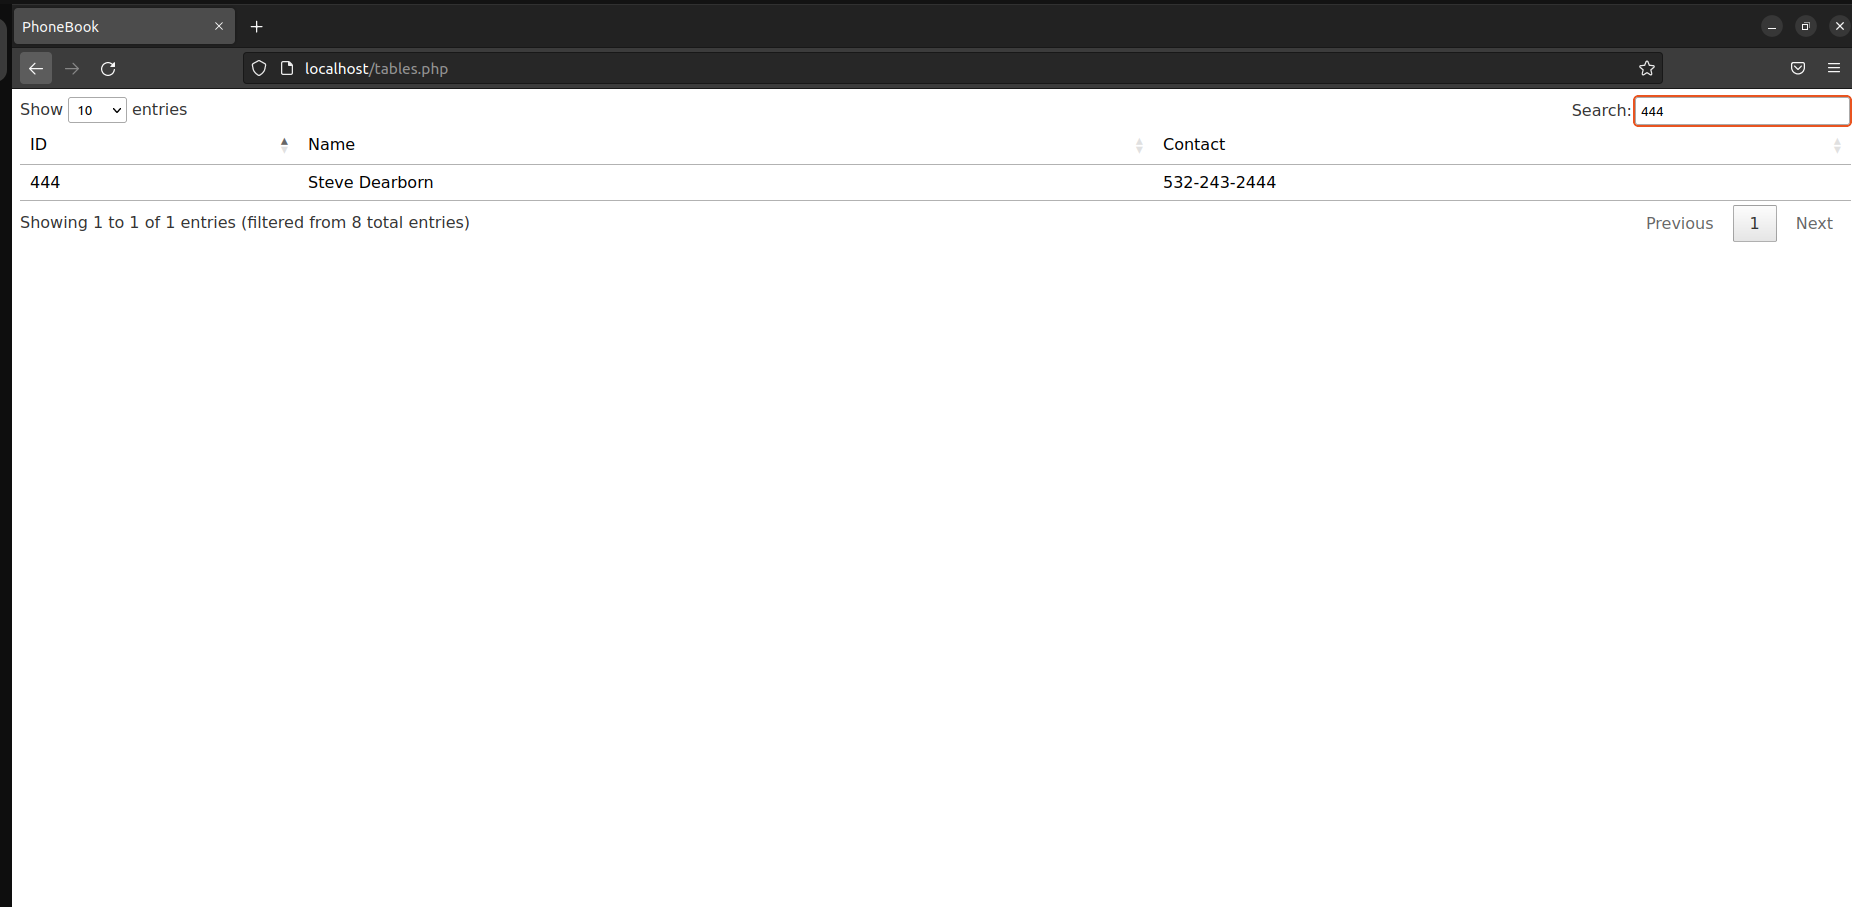 PhoneBook
localhost/tables.php
Show 10 entries
Search: 444
ID Name Contact
444 Steve Dearborn 532-243-2444
Showing 1 to 1 of 1 entries (filtered from 8 total entries)
Previous 1 Next